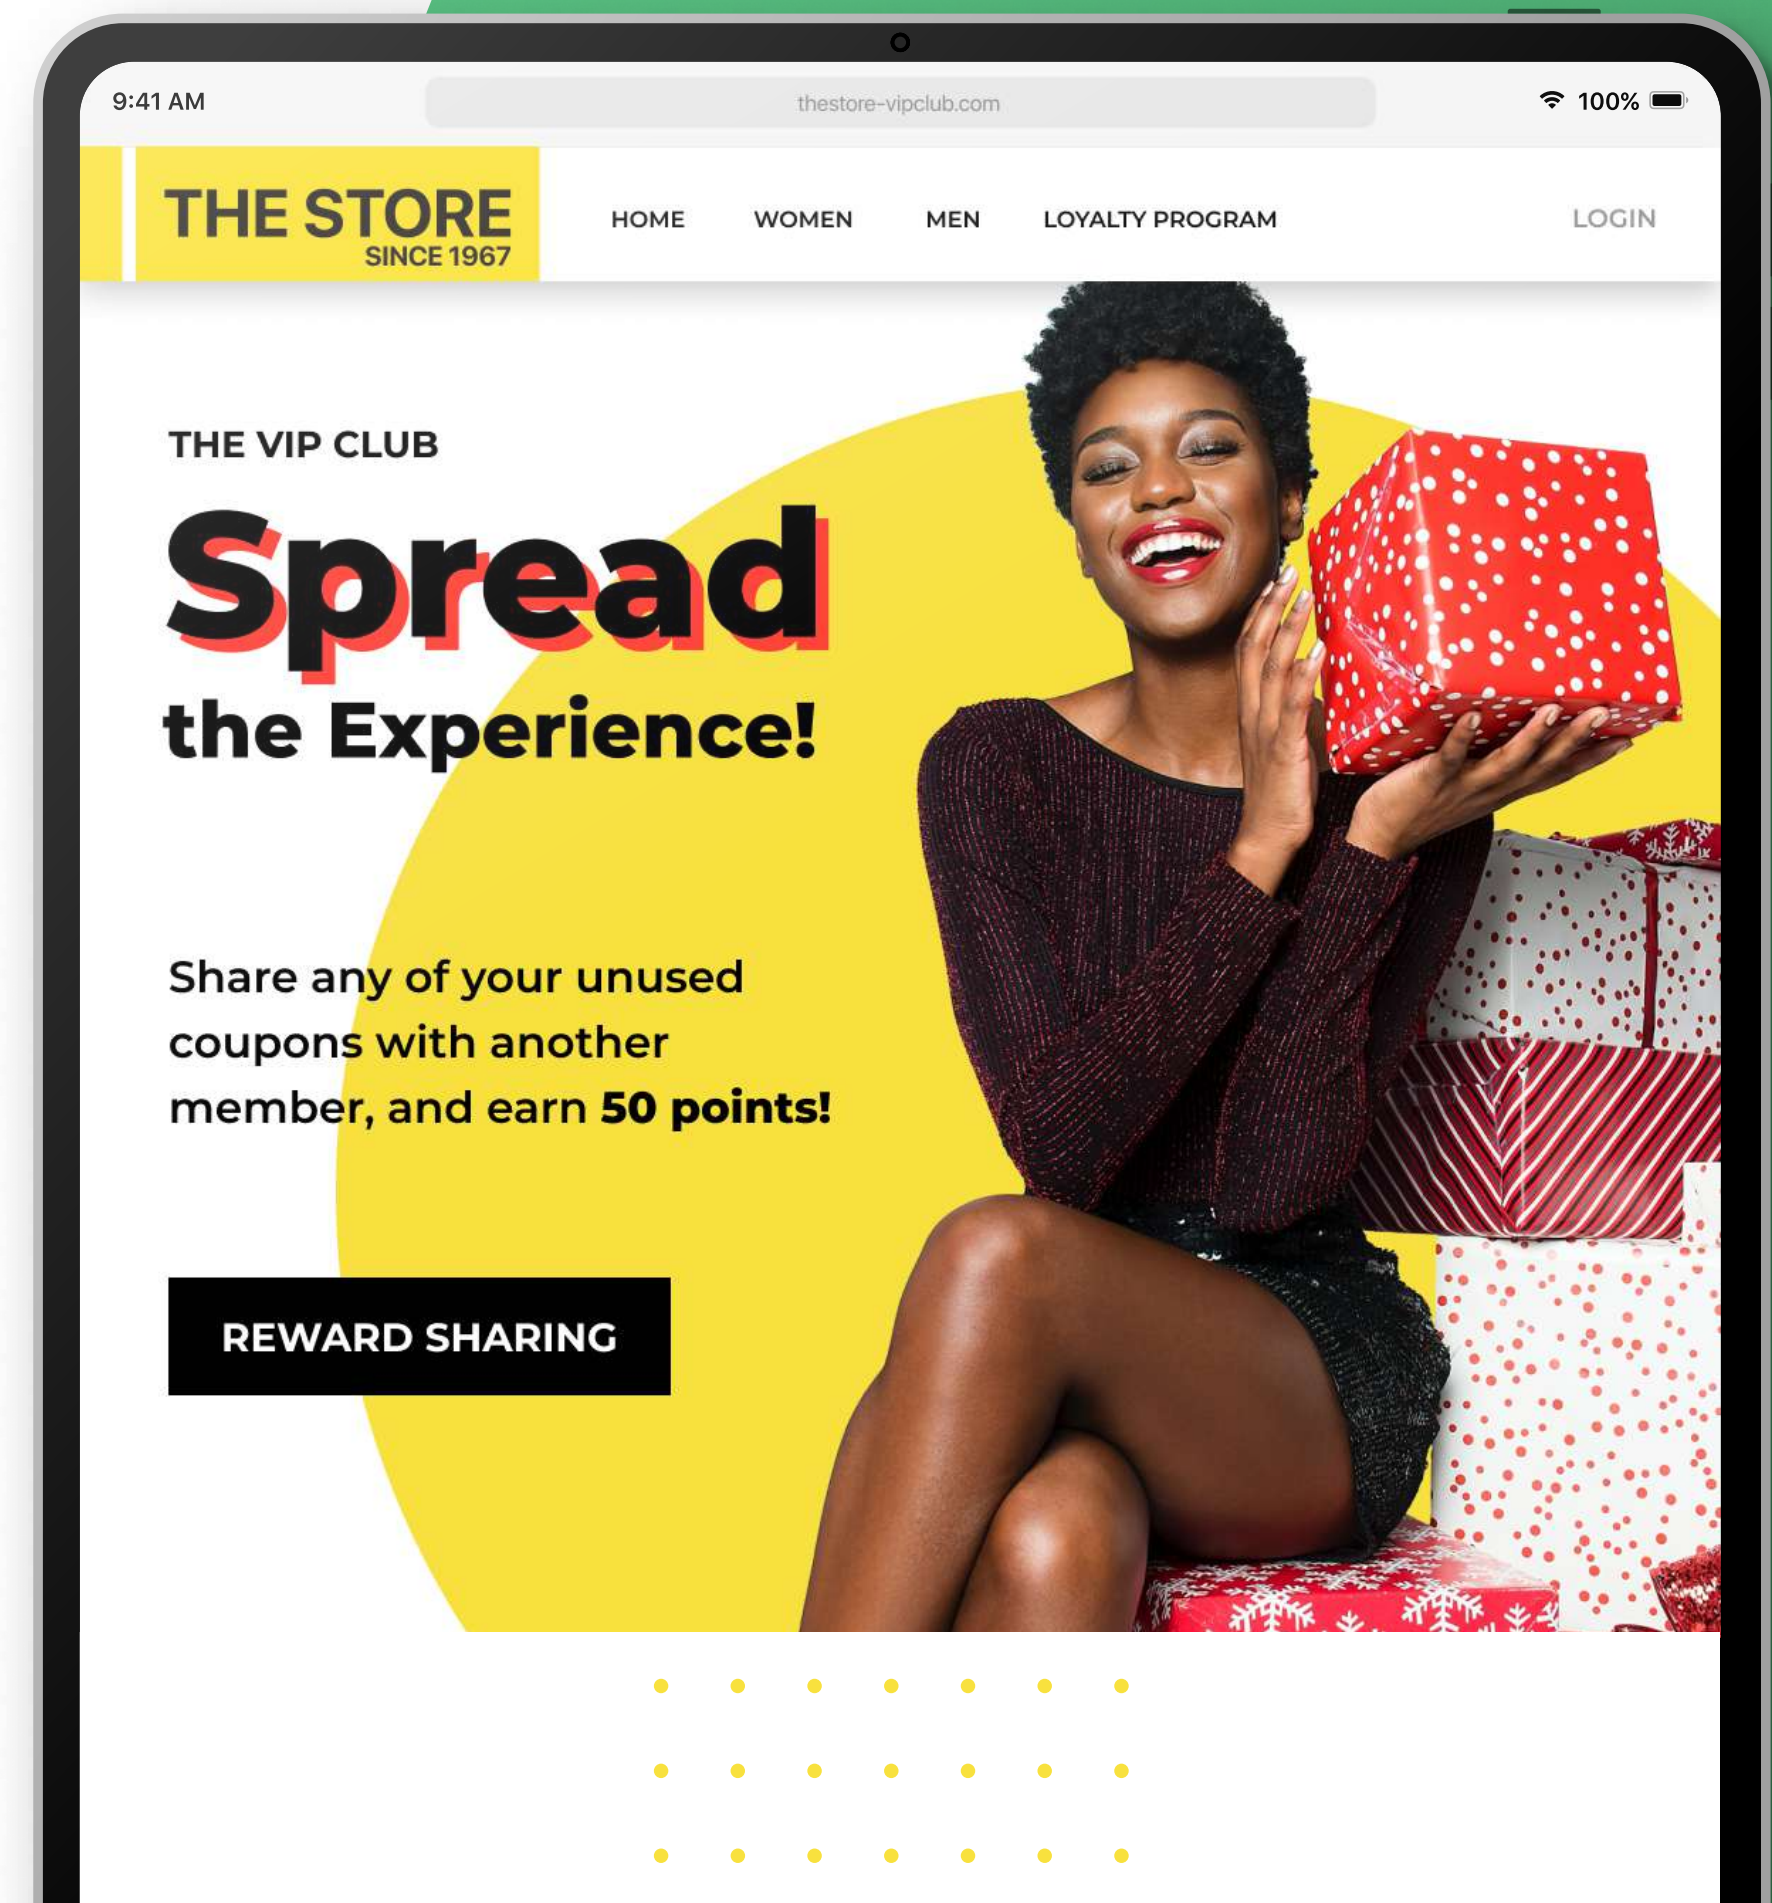 9:41 AM
thestore-vipclub.com
100%
THE STORE
SINCE 1967
HOME WOMEN MEN LOYALTY PROGRAM LOGIN
THE VIP CLUB
Spread
the Experience!
Share any of your unused
coupons with another
member, and earn 50 points!
REWARD SHARING